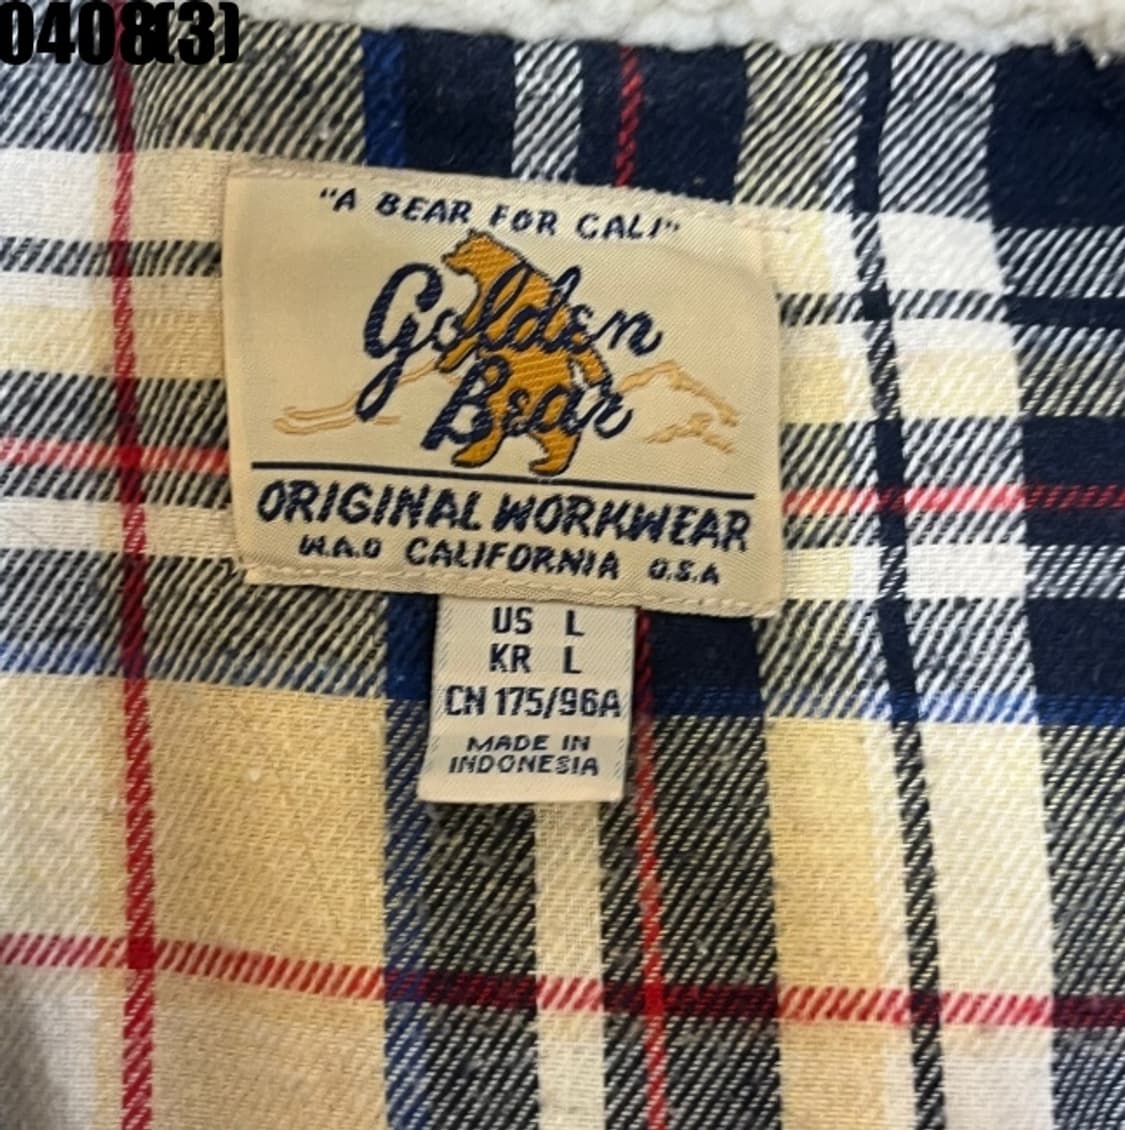 0408(3)
"A BEAR FOR CALI"
Golden
Bear
ORIGINAL WORKWEAR
W.A.O CALIFORNIA U.S.A
US L
KR L
CN 175/96A
MADE IN
INDONESIA